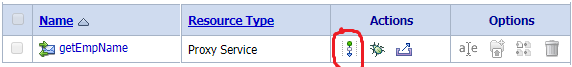 Name Resource Type Actions Options
getEmpName Proxy Service